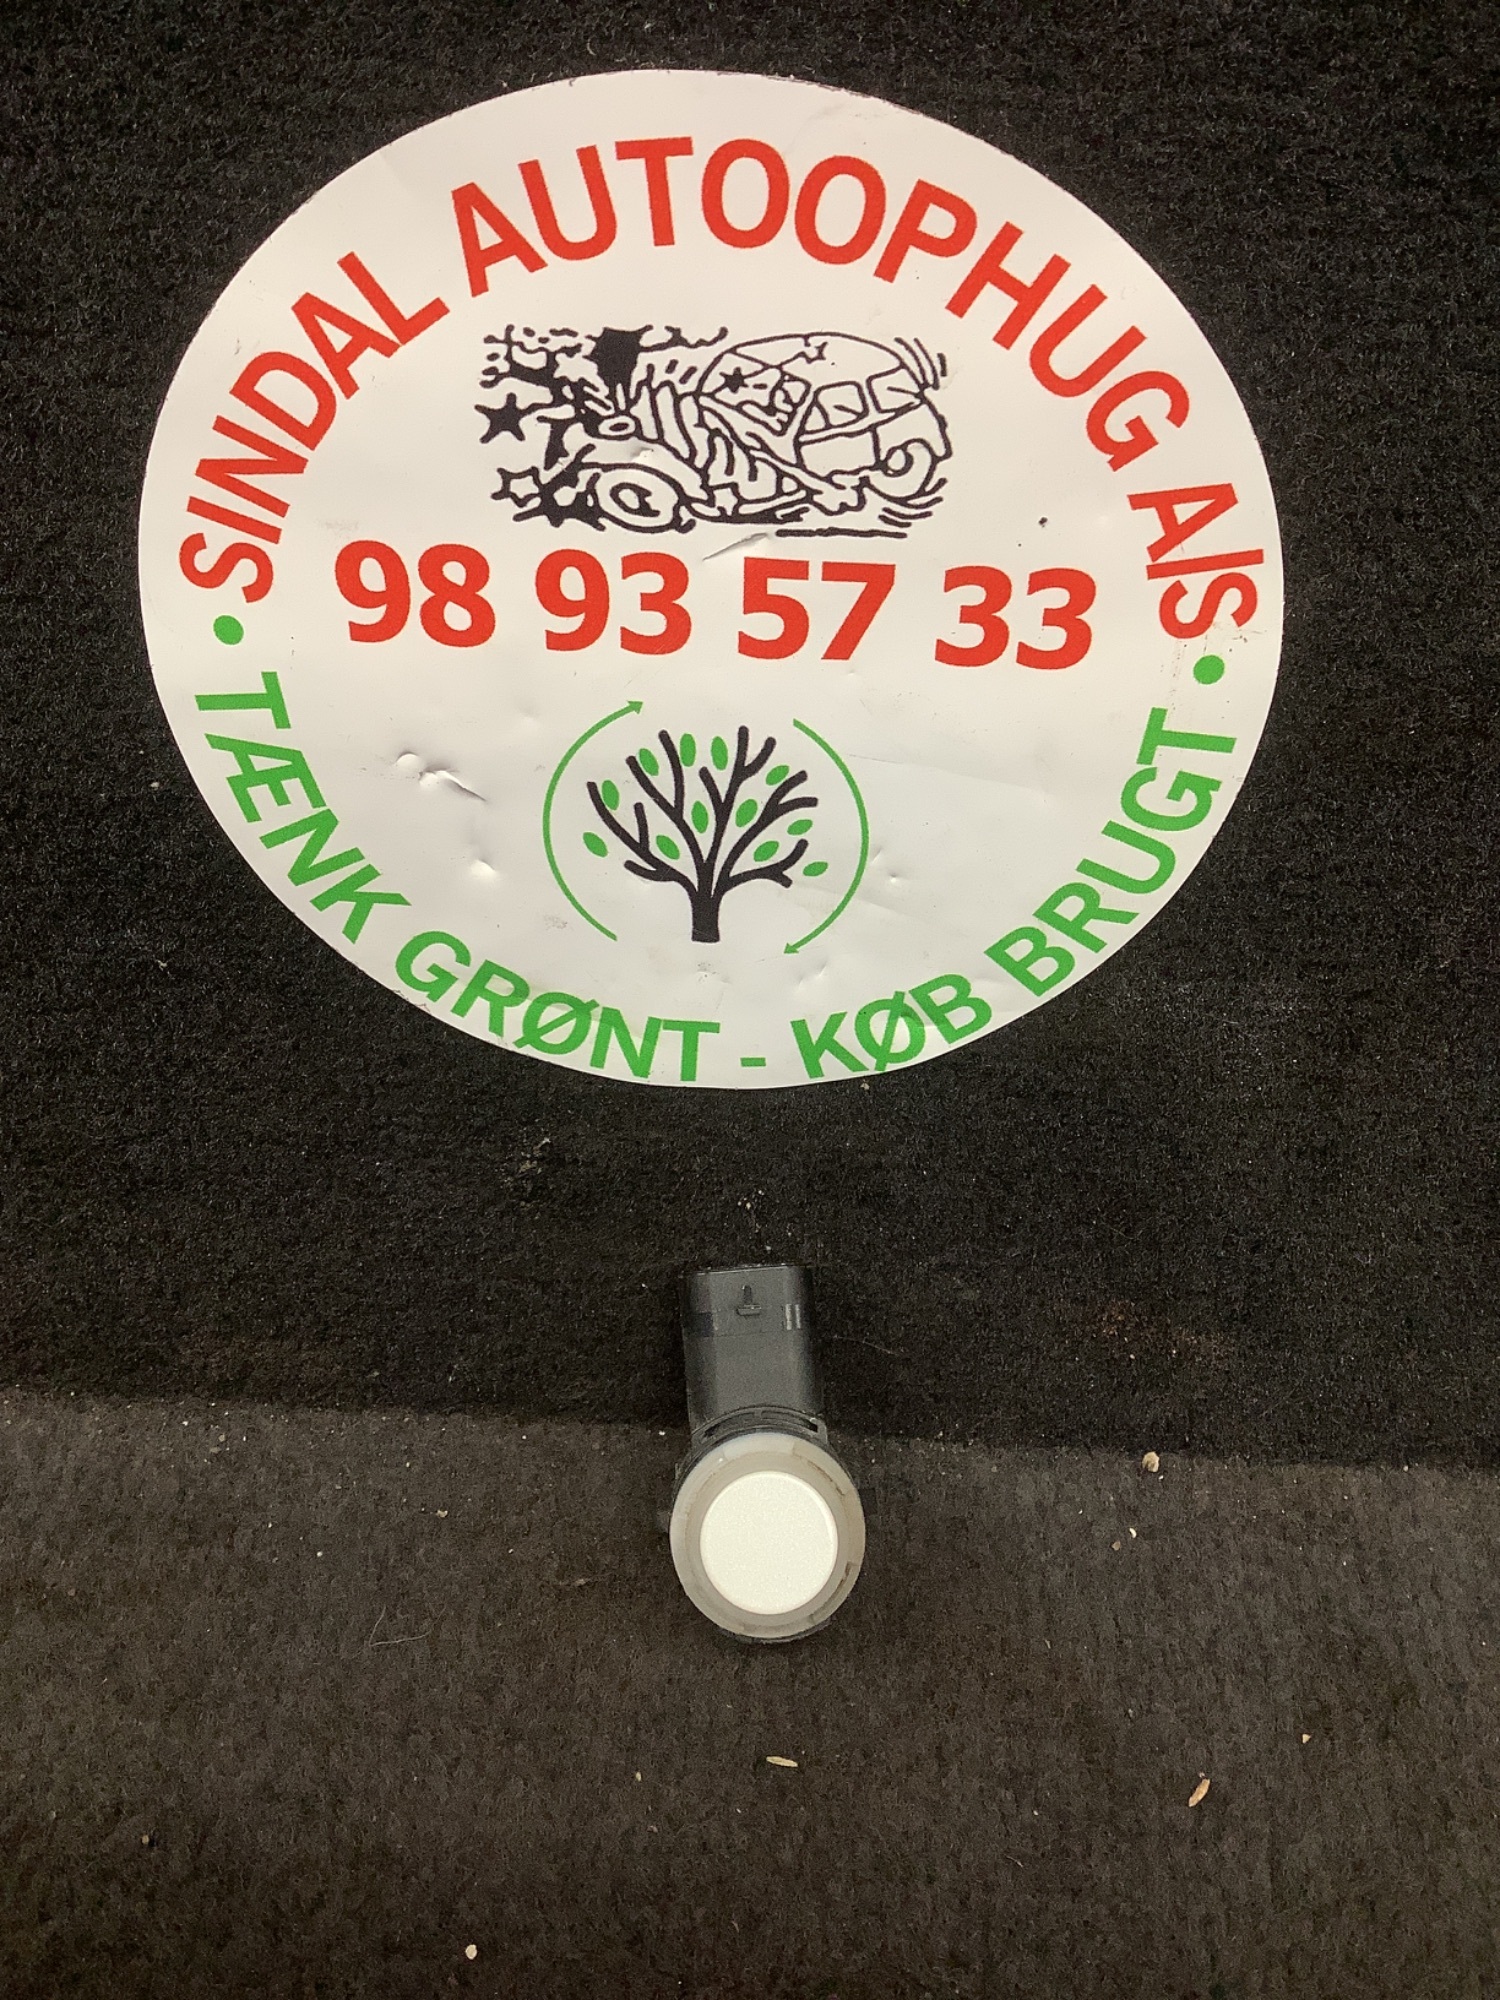 SINDAL AUTOOPHUG A/S
98 93 57 33
TÆNK GRØNT - KØB BRUGT